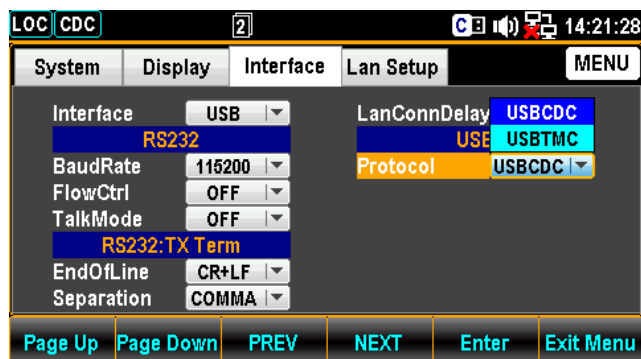 LOC CDC 2 C 14:21:28
System Display Interface Lan Setup MENU
Interface USB
RS232
BaudRate 115200
FlowCtrl OFF
TalkMode OFF
RS232:TX Term
EndOfLine CR+LF
Separation COMMA
LanConnDelay USBCDC
USB USBTMC
Protocol USBCDC
Page Up Page Down PREV NEXT Enter Exit Menu